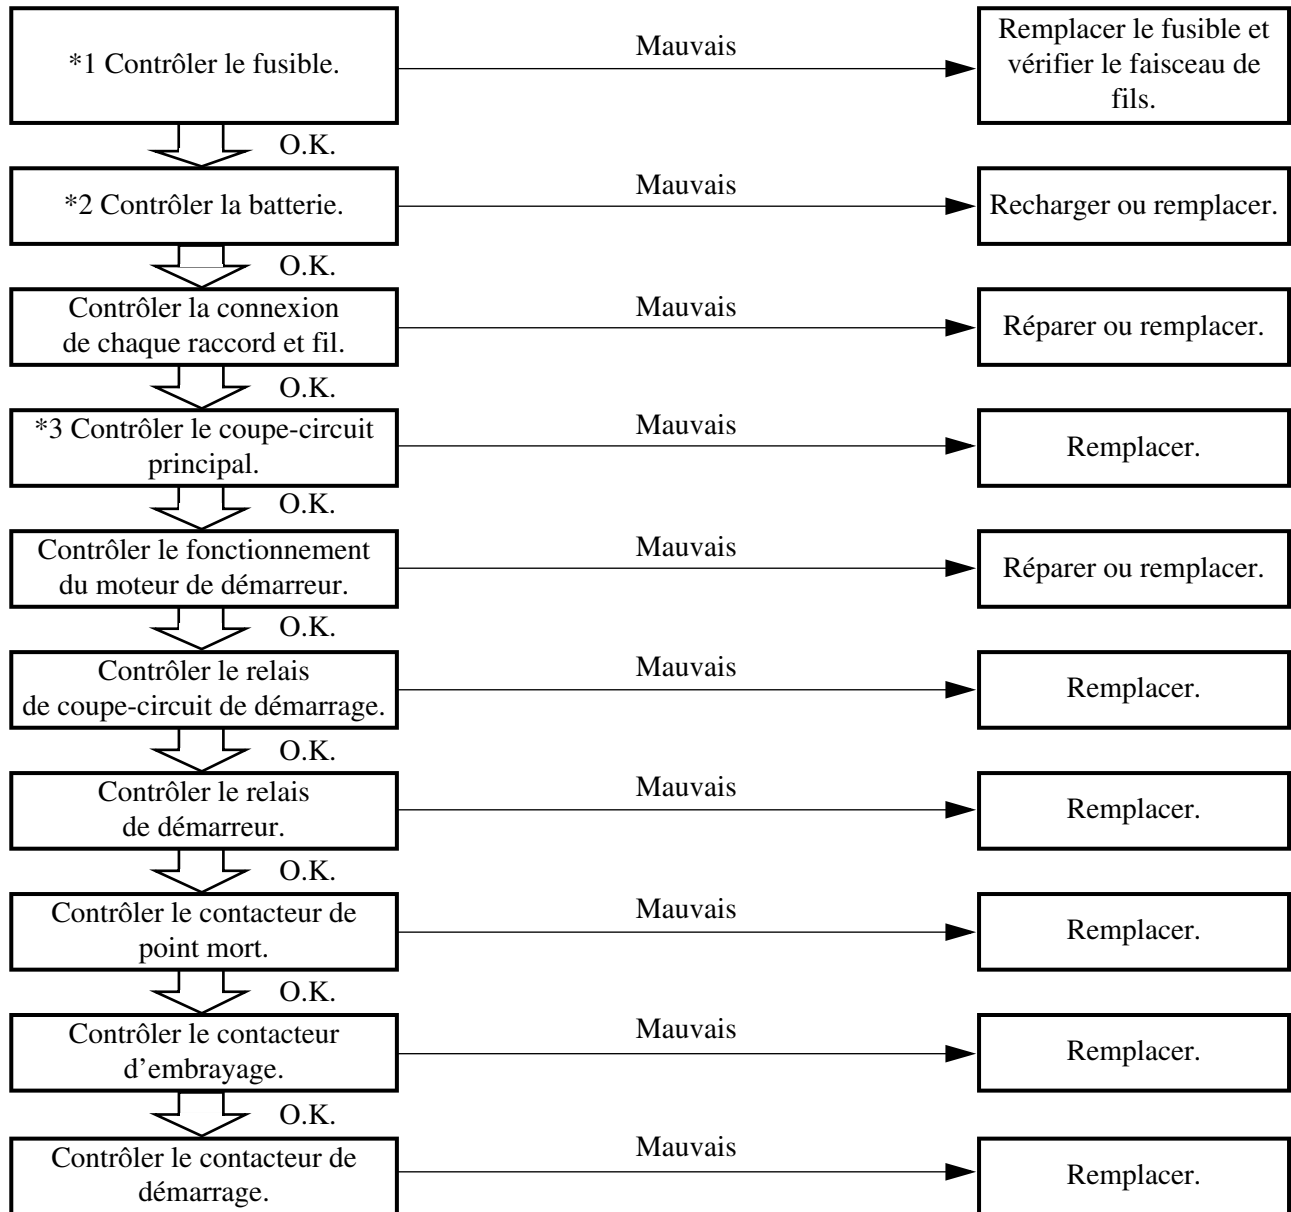 *1 Contrôler le fusible.
Mauvais
Remplacer le fusible et
vérifier le faisceau de
fils.
O.K.
*2 Contrôler la batterie.
Mauvais
Recharger ou remplacer.
O.K.
Contrôler la connexion
de chaque raccord et fil.
Mauvais
Réparer ou remplacer.
O.K.
*3 Contrôler le coupe-circuit
principal.
Mauvais
Remplacer.
O.K.
Contrôler le fonctionnement
du moteur de démarreur.
Mauvais
Réparer ou remplacer.
O.K.
Contrôler le relais
de coupe-circuit de démarrage.
Mauvais
Remplacer.
O.K.
Contrôler le relais
de démarreur.
Mauvais
Remplacer.
O.K.
Contrôler le contacteur de
point mort.
Mauvais
Remplacer.
O.K.
Contrôler le contacteur
d’embrayage.
Mauvais
Remplacer.
O.K.
Contrôler le contacteur de
démarrage.
Mauvais
Remplacer.